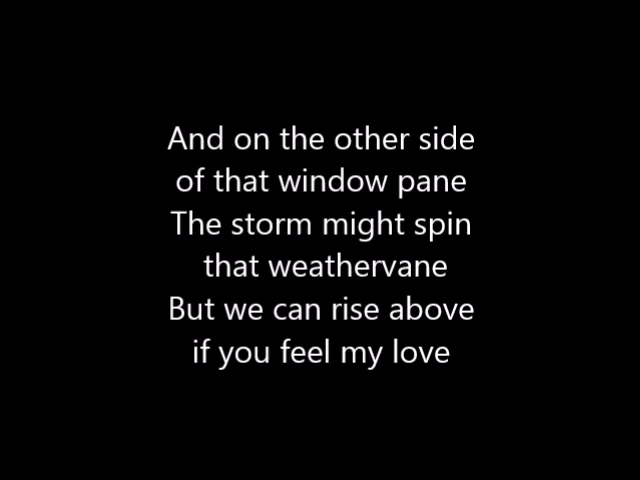 And on the other side
of that window pane
The storm might spin
that weathervane
But we can rise above
if you feel my love